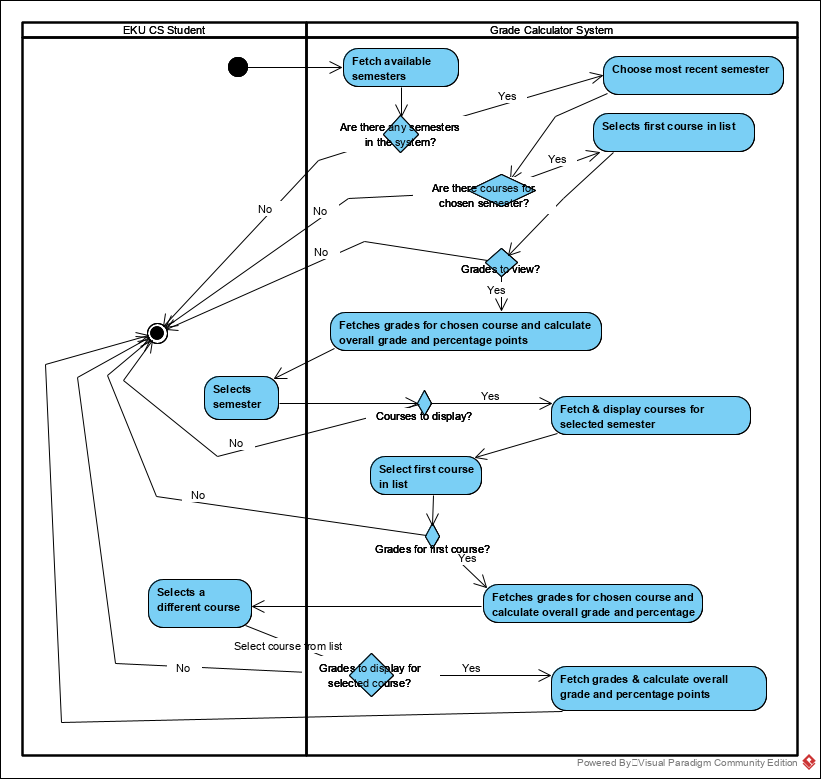 EKU CS Student
Grade Calculator System
Fetch available
semesters
Choose most recent semester
Yes
Are there any semesters
in the system?
Selects first course in list
Yes
Are there courses for
chosen semester?
No
No
No
Grades to view?
Yes
Fetches grades for chosen course and calculate
overall grade and percentage points
Selects
semester
Yes
Courses to display?
Fetch & display courses for
selected semester
No
Select first course
in list
No
Grades for first course?
Yes
Selects a
different course
Fetches grades for chosen course and
calculate overall grade and percentage
Select course from list
No
Grades to display for
selected course?
Yes
Fetch grades & calculate overall
grade and percentage points
Powered By Visual Paradigm Community Edition